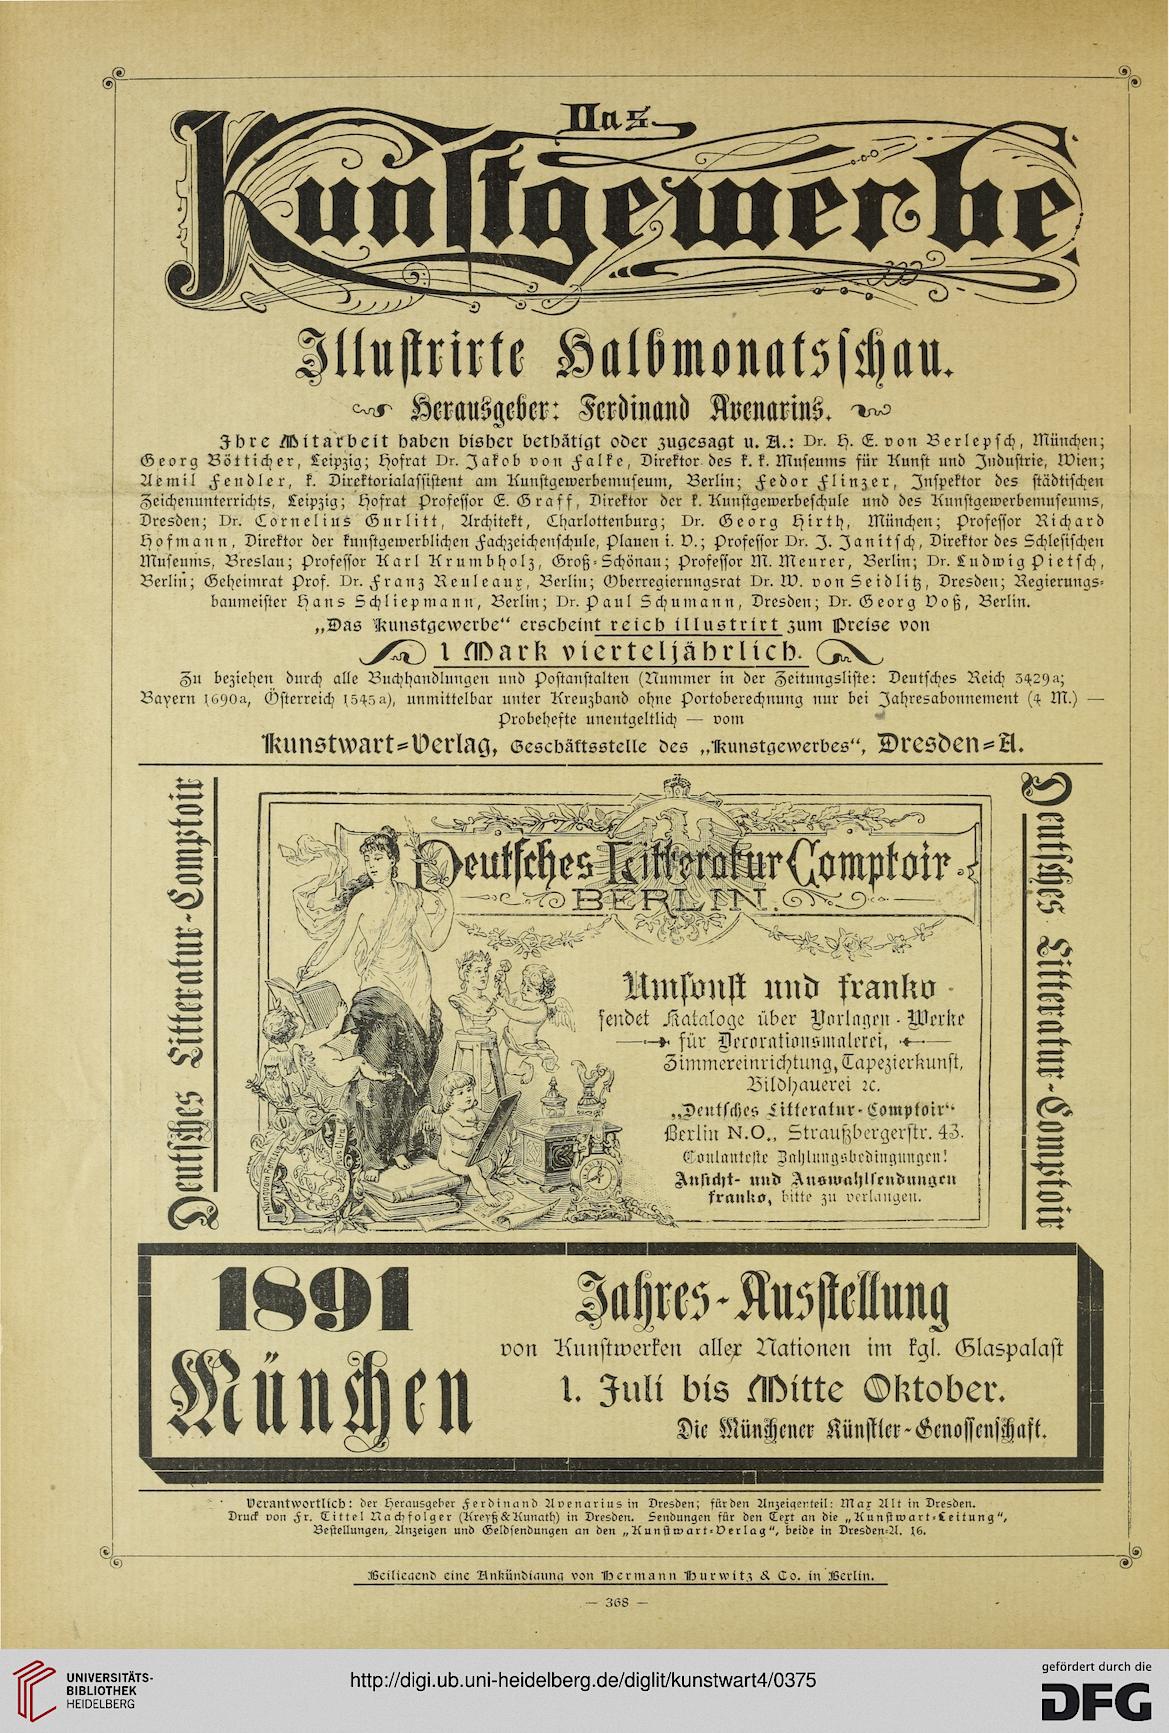 Das
Kunstgewerbe
Illustrirte Halbmonatsschau.
Herausgeber: Ferdinand Avenarius.
Ihre Mitarbeit haben bisher bethätigt oder zugesagt u. A.: Dr. H. E. von Berlepsch, München;
Georg Bötticher, Leipzig; Hofrat Dr. Jakob von Falke, Direktor des k. k. Museums für Kunst und Industrie, Wien;
Aemil Fendler, k. Direktorialassistent am Kunstgewerbemuseum, Berlin; Fedor Flinzer, Inspektor des städtischen
Zeichenunterrichts, Leipzig; Hofrat Professor E. Graff, Direktor der k. Kunstgewerbeschule und des Kunstgewerbemuseums,
Dresden; Dr. Cornelius Gurlitt, Architekt, Charlottenburg; Dr. Georg Hirth, München; Professor Richard
Hofmann, Direktor der kunstgewerblichen Fachzeichenschule, Plauen i. V.; Professor Dr. J. Janitsch, Direktor des Schlesischen
Museums, Breslau; Professor Karl Krumbholz, Groß-Schönau; Professor M. Meurer, Berlin; Dr. Ludwig Pietsch,
Berlin; Geheimrat Prof. Dr. Franz Reuleaux, Berlin; Oberregierungsrat Dr. W. von Seidlitz, Dresden; Regierungs-
baumeister Hans Schliepmann, Berlin; Dr. Paul Schumann, Dresden; Dr. Georg Voß, Berlin.
„Das Kunstgewerbe“ erscheint reich illustrirt zum Preise von
1 Mark vierteljährlich.
Zu beziehen durch alle Buchhandlungen und Postanstalten (Nummer in der Zeitungsliste: Deutsches Reich 3429a;
Bayern 1690a, Österreich 1545a), unmittelbar unter Kreuzband ohne Portoberechnung nur bei Jahresabonnement (4 M.) —
Probehefte unentgeltlich — vom
Kunstwart-Verlag, Geschäftsstelle des „Kunstgewerbes“, Dresden-A.
Deutsches Litteratur-Comptoir
Deutsches Litteratur Comptoir
BERLIN.
Umsonst und franko
sendet Kataloge über Vorlagen-Werke
für Decorationsmalerei,
Zimmereinrichtung, Tapezierkunst,
Bildhauerei ꝛc.
„Deutsches Litteratur-Comptoir“
Berlin N.O., Straußbergerstr. 43.
Coulanteste Zahlungsbedingungen!
Ansicht- und Auswahlsendungen
franko, bitte zu verlangen.
Deutsches Litteratur-Comptoir
1891
München
Jahres-Ausstellung
von Kunstwerken aller Nationen im kgl. Glaspalast
1. Juli bis Mitte Oktober.
Die Münchener Künstler-Genossenschaft.
Verantwortlich: der Herausgeber Ferdinand Avenarius in Dresden; für den Anzeigenteil: Max Alt in Dresden.
Druck von Fr. Tittel Nachfolger (Kreyß & Kunath) in Dresden. Sendungen für den Text an die „Kunstwart-Leitung“,
Bestellungen, Anzeigen und Geldsendungen an den „Kunstwart-Verlag“, beide in Dresden-A. 16.
Beiliegend eine Ankündigung von Hermann Hurwitz & Co. in Berlin.
— 368 —
UNIVERSITÄTS-
BIBLIOTHEK
HEIDELBERG
http://digi.ub.uni-heidelberg.de/diglit/kunstwart4/0375
gefördert durch die
DFG